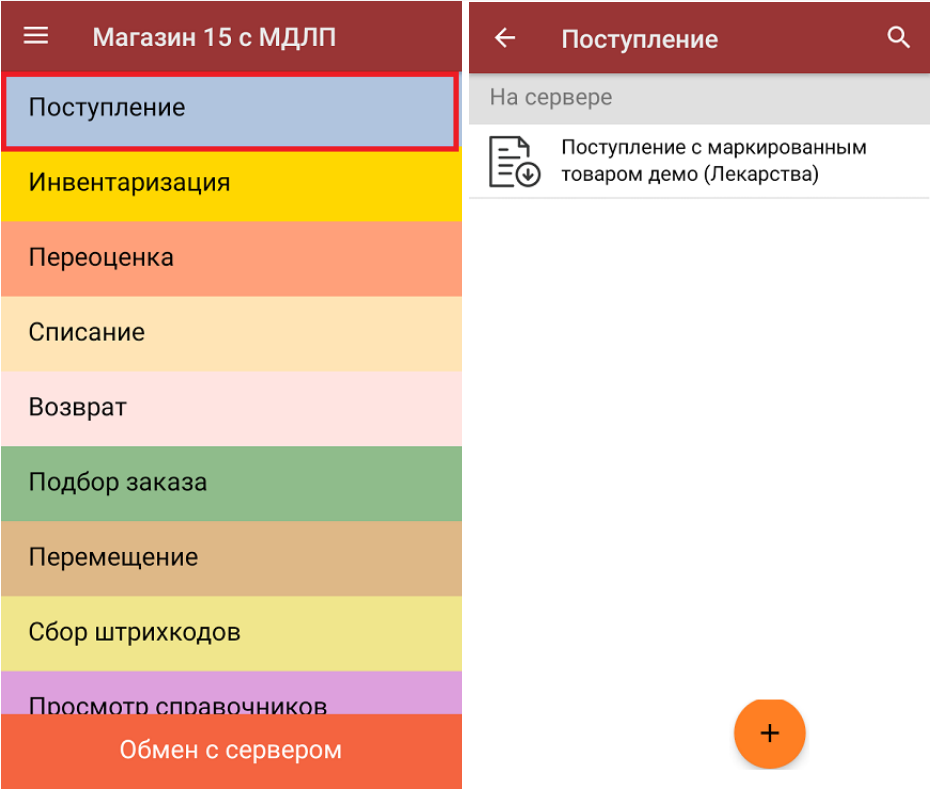 Магазин 15 с МДЛП
Поступление
Инвентаризация
Переоценка
Списание
Возврат
Подбор заказа
Перемещение
Сбор штрихкодов
Просмотр справочников
Обмен с сервером
Поступление
На сервере
Поступление с маркированным
товаром демо (Лекарства)
+